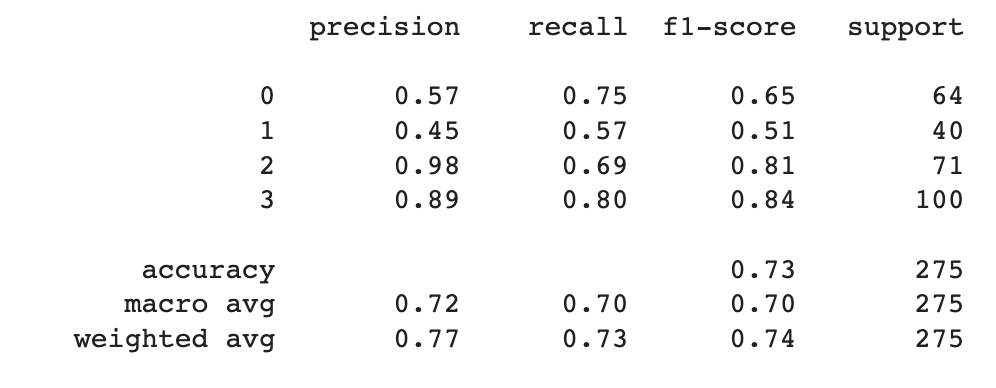 precision recall f1-score support
0 0.57 0.75 0.65 64
1 0.45 0.57 0.51 40
2 0.98 0.69 0.81 71
3 0.89 0.80 0.84 100
accuracy 0.73 275
macro avg 0.72 0.70 0.70 275
weighted avg 0.77 0.73 0.74 275